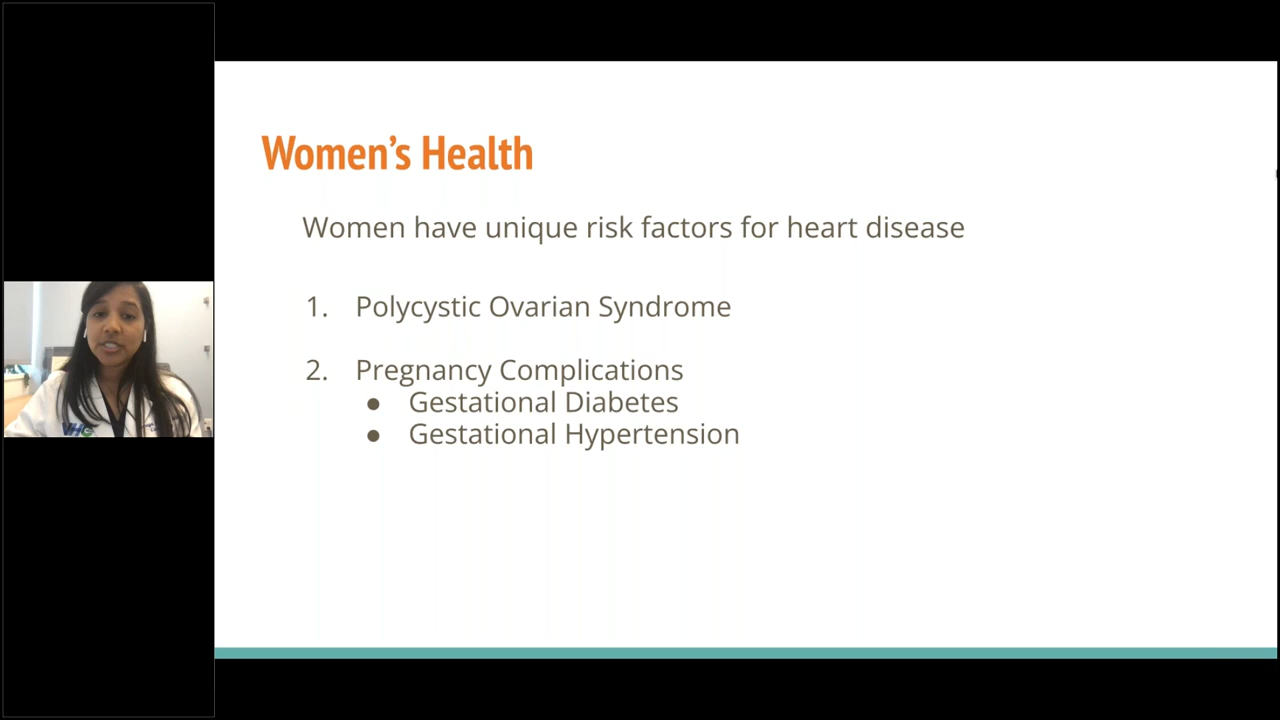 Women's Health
Women have unique risk factors for heart disease
1. Polycystic Ovarian Syndrome
2. Pregnancy Complications
● Gestational Diabetes
● Gestational Hypertension
VHC